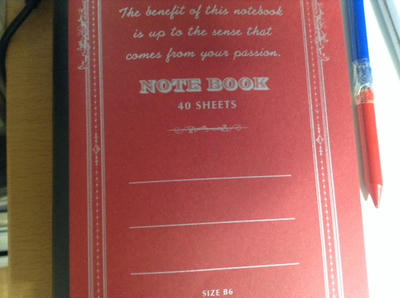 The benefit of this notebook
is up to the sense that
comes from your passion.
NOTE BOOK
40 SHEETS
SIZE B6